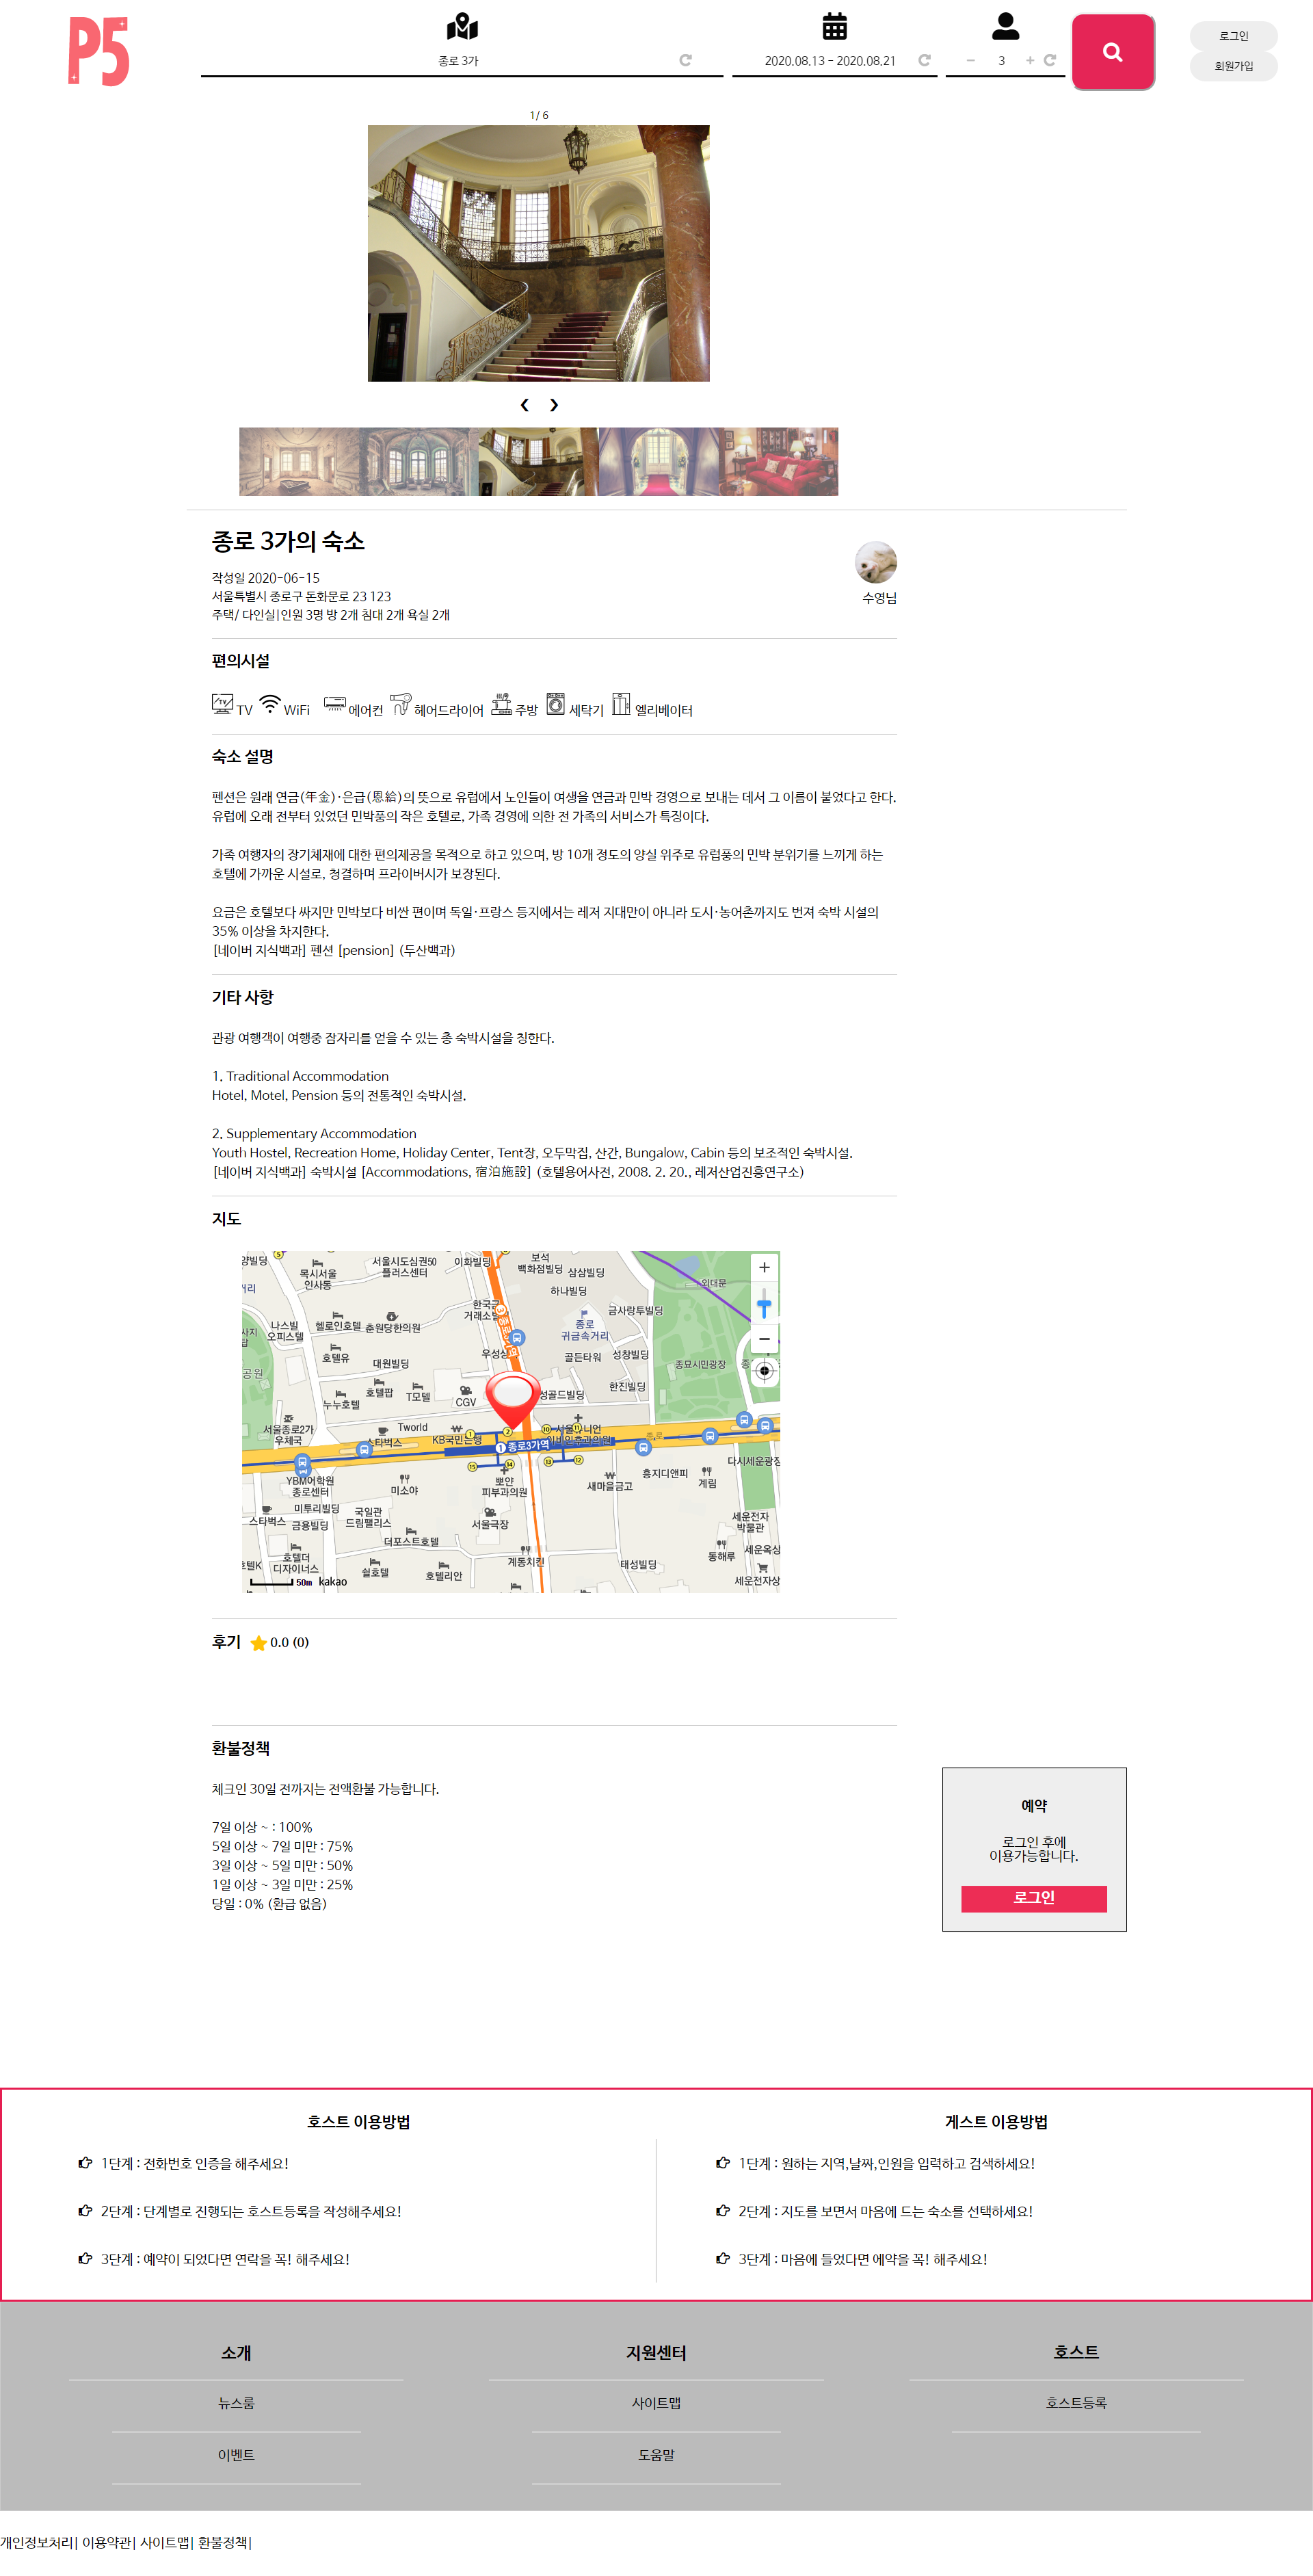 P5
종로 3가
2020.08.13 - 2020.08.21
3
로그인
회원가입
1/ 6
종로 3가의 숙소
작성일 2020-06-15
서울특별시 종로구 돈화문로 23 123
주택/ 다인실|인원 3명 방 2개 침대 2개 욕실 2개
수영님
편의시설
TV TV WiFi 에어컨 헤어드라이어 주방 세탁기 엘리베이터
숙소 설명
펜션은 원래 연금(年金)·은급(恩給)의 뜻으로 유럽에서 노인들이 여생을 연금과 민박 경영으로 보내는 데서 그 이름이 붙었다고 한다.
유럽에 오래 전부터 있었던 민박풍의 작은 호텔로, 가족 경영에 의한 전 가족의 서비스가 특징이다.
가족 여행자의 장기체재에 대한 편의제공을 목적으로 하고 있으며, 방 10개 정도의 양실 위주로 유럽풍의 민박 분위기를 느끼게 하는
호텔에 가까운 시설로, 청결하며 프라이버시가 보장된다.
요금은 호텔보다 싸지만 민박보다 비싼 편이며 독일·프랑스 등지에서는 레저 지대만이 아니라 도시·농어촌까지도 번져 숙박 시설의
35% 이상을 차지한다.
[네이버 지식백과] 펜션 [pension] (두산백과)
기타 사항
관광 여행객이 여행중 잠자리를 얻을 수 있는 총 숙박시설을 칭한다.
1. Traditional Accommodation
Hotel, Motel, Pension 등의 전통적인 숙박시설.
2. Supplementary Accommodation
Youth Hostel, Recreation Home, Holiday Center, Tent장, 오두막집, 산간, Bungalow, Cabin 등의 보조적인 숙박시설.
[네이버 지식백과] 숙박시설 [Accommodations, 宿泊施設] (호텔용어사전, 2008. 2. 20., 레저산업진흥연구소)
지도
양빌딩
목시서울
인사동
서울시도심권50
플러스센터
이화빌딩
보석
백화점빌딩
삼삼빌딩
외대문
하나빌딩
거리
한국금
거래소빌
금사랑투빌딩
나스빌
오피스텔
헬로인호텔
춘원당한의원
종로
귀금속거리
호텔유
대원빌딩
우성상
골든타워
성창빌딩
종묘시민광장
공원
누누호텔
호텔팝
T모텔
CGV
성골드빌딩
한진빌딩
서울종로2가
우체국
Tworld
스타벅스
KB국민은행
1 종로3가역
다시세운광장
YBM어학원
종로센터
미소야
뽀얀
피부과의원
새마을금고
흥지디앤피
계림
스타벅스
미투리빌딩
금용빌딩
국일관
드림팰리스
서울극장
세운전자
박물관
더포스트호텔
호텔K
호텔더
디자이너스
쉴호텔
호텔리안
계동치킨
태성빌딩
동해루
세운옥상
세운전자상
50m kakao
후기 0.0 (0)
환불정책
체크인 30일 전까지는 전액환불 가능합니다.
7일 이상 ~ : 100%
5일 이상 ~ 7일 미만 : 75%
3일 이상 ~ 5일 미만 : 50%
1일 이상 ~ 3일 미만 : 25%
당일 : 0% (환급 없음)
예약
로그인 후에
이용가능합니다.
로그인
호스트 이용방법
1단계 : 전화번호 인증을 해주세요!
2단계 : 단계별로 진행되는 호스트등록을 작성해주세요!
3단계 : 예약이 되었다면 연락을 꼭! 해주세요!
게스트 이용방법
1단계 : 원하는 지역,날짜,인원을 입력하고 검색하세요!
2단계 : 지도를 보면서 마음에 드는 숙소를 선택하세요!
3단계 : 마음에 들었다면 에약을 꼭! 해주세요!
소개
뉴스룸
이벤트
지원센터
사이트맵
도움말
호스트
호스트등록
개인정보처리| 이용약관| 사이트맵| 환불정책|